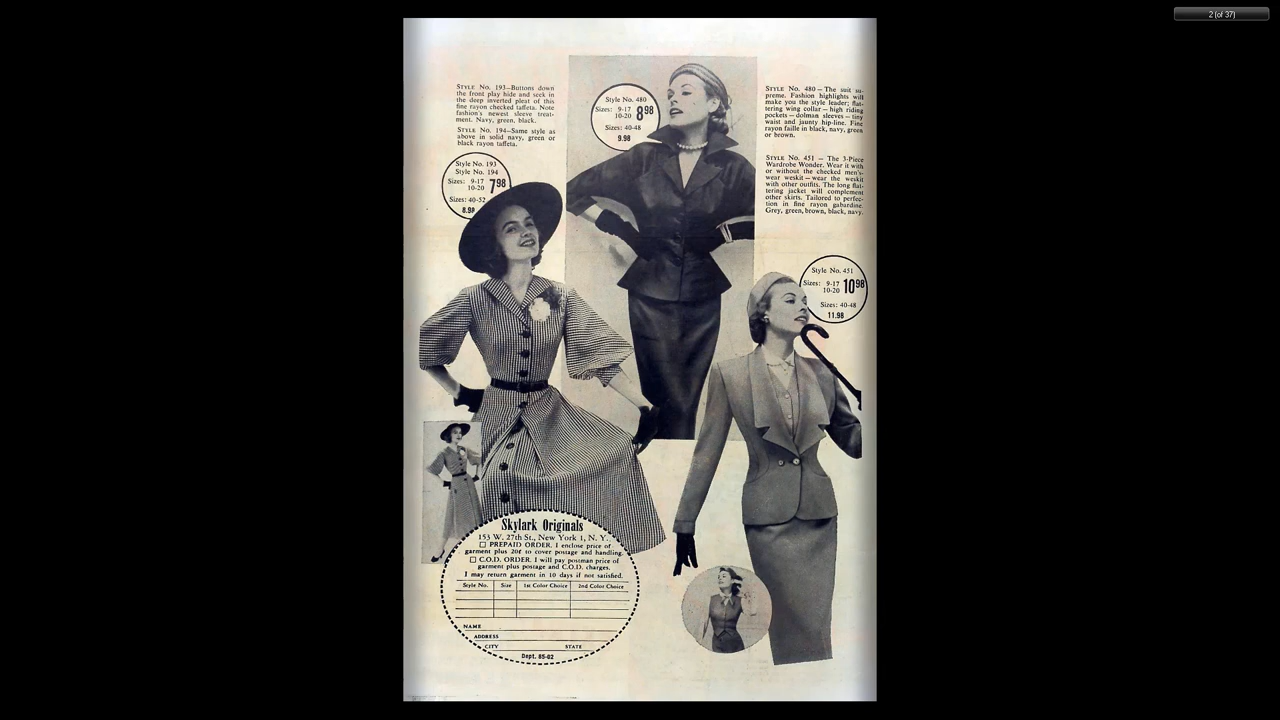 2 (of 37)
STYLE No. 193—Buttons down
the front play hide and seek in
the deep inverted pleat of this
fine rayon checked taffeta. Note
fashion's newest sleeve treat-
ment. Navy, green, black.
STYLE No. 194—Same style as
above in solid navy, green or
black rayon taffeta.
Style No. 193
Style No. 194
Sizes: 9-17
10-20
7.98
Sizes: 40-52
8.98
Style No. 480
Sizes: 9-17
10-20
8.98
Sizes: 40-48
9.98
STYLE No. 480 — The suit su-
preme. Fashion highlights will
make you the style leader; flat-
tering wing collar — high riding
pockets — dolman sleeves — tiny
waist and jaunty hip-line. Fine
rayon faille in black, navy, green
or brown.
STYLE No. 451 — The 3-Piece
Wardrobe Wonder. Wear it with
or without the checked men's-
wear weskit — wear the weskit
with other outfits. The long flat-
tering jacket will complement
other skirts. Tailored to perfec-
tion in fine rayon gabardine.
Grey, green, brown, black, navy.
Style No. 451
Sizes: 9-17
10-20
10.98
Sizes: 40-48
11.98
Skylark Originals
153 W. 27th St., New York 1, N. Y.
☐ PREPAID ORDER. I enclose price of
garment plus 20¢ to cover postage and handling.
☐ C.O.D. ORDER. I will pay postman price of
garment plus postage and C.O.D. charges.
I may return garment in 10 days if not satisfied.
Style No. Size 1st Color Choice 2nd Color Choice
NAME
ADDRESS
CITY STATE
Dept. 85-82